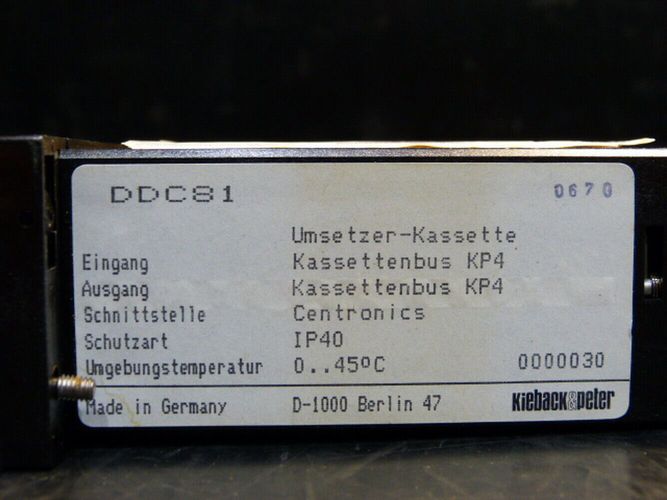 DDC81 0670
Umsetzer-Kassette
Eingang Kassettenbus KP4
Ausgang Kassettenbus KP4
Schnittstelle Centronics
Schutzart IP40
Umgebungstemperatur 0..45ºC 0000030
Made in Germany D-1000 Berlin 47 Kieback&peter